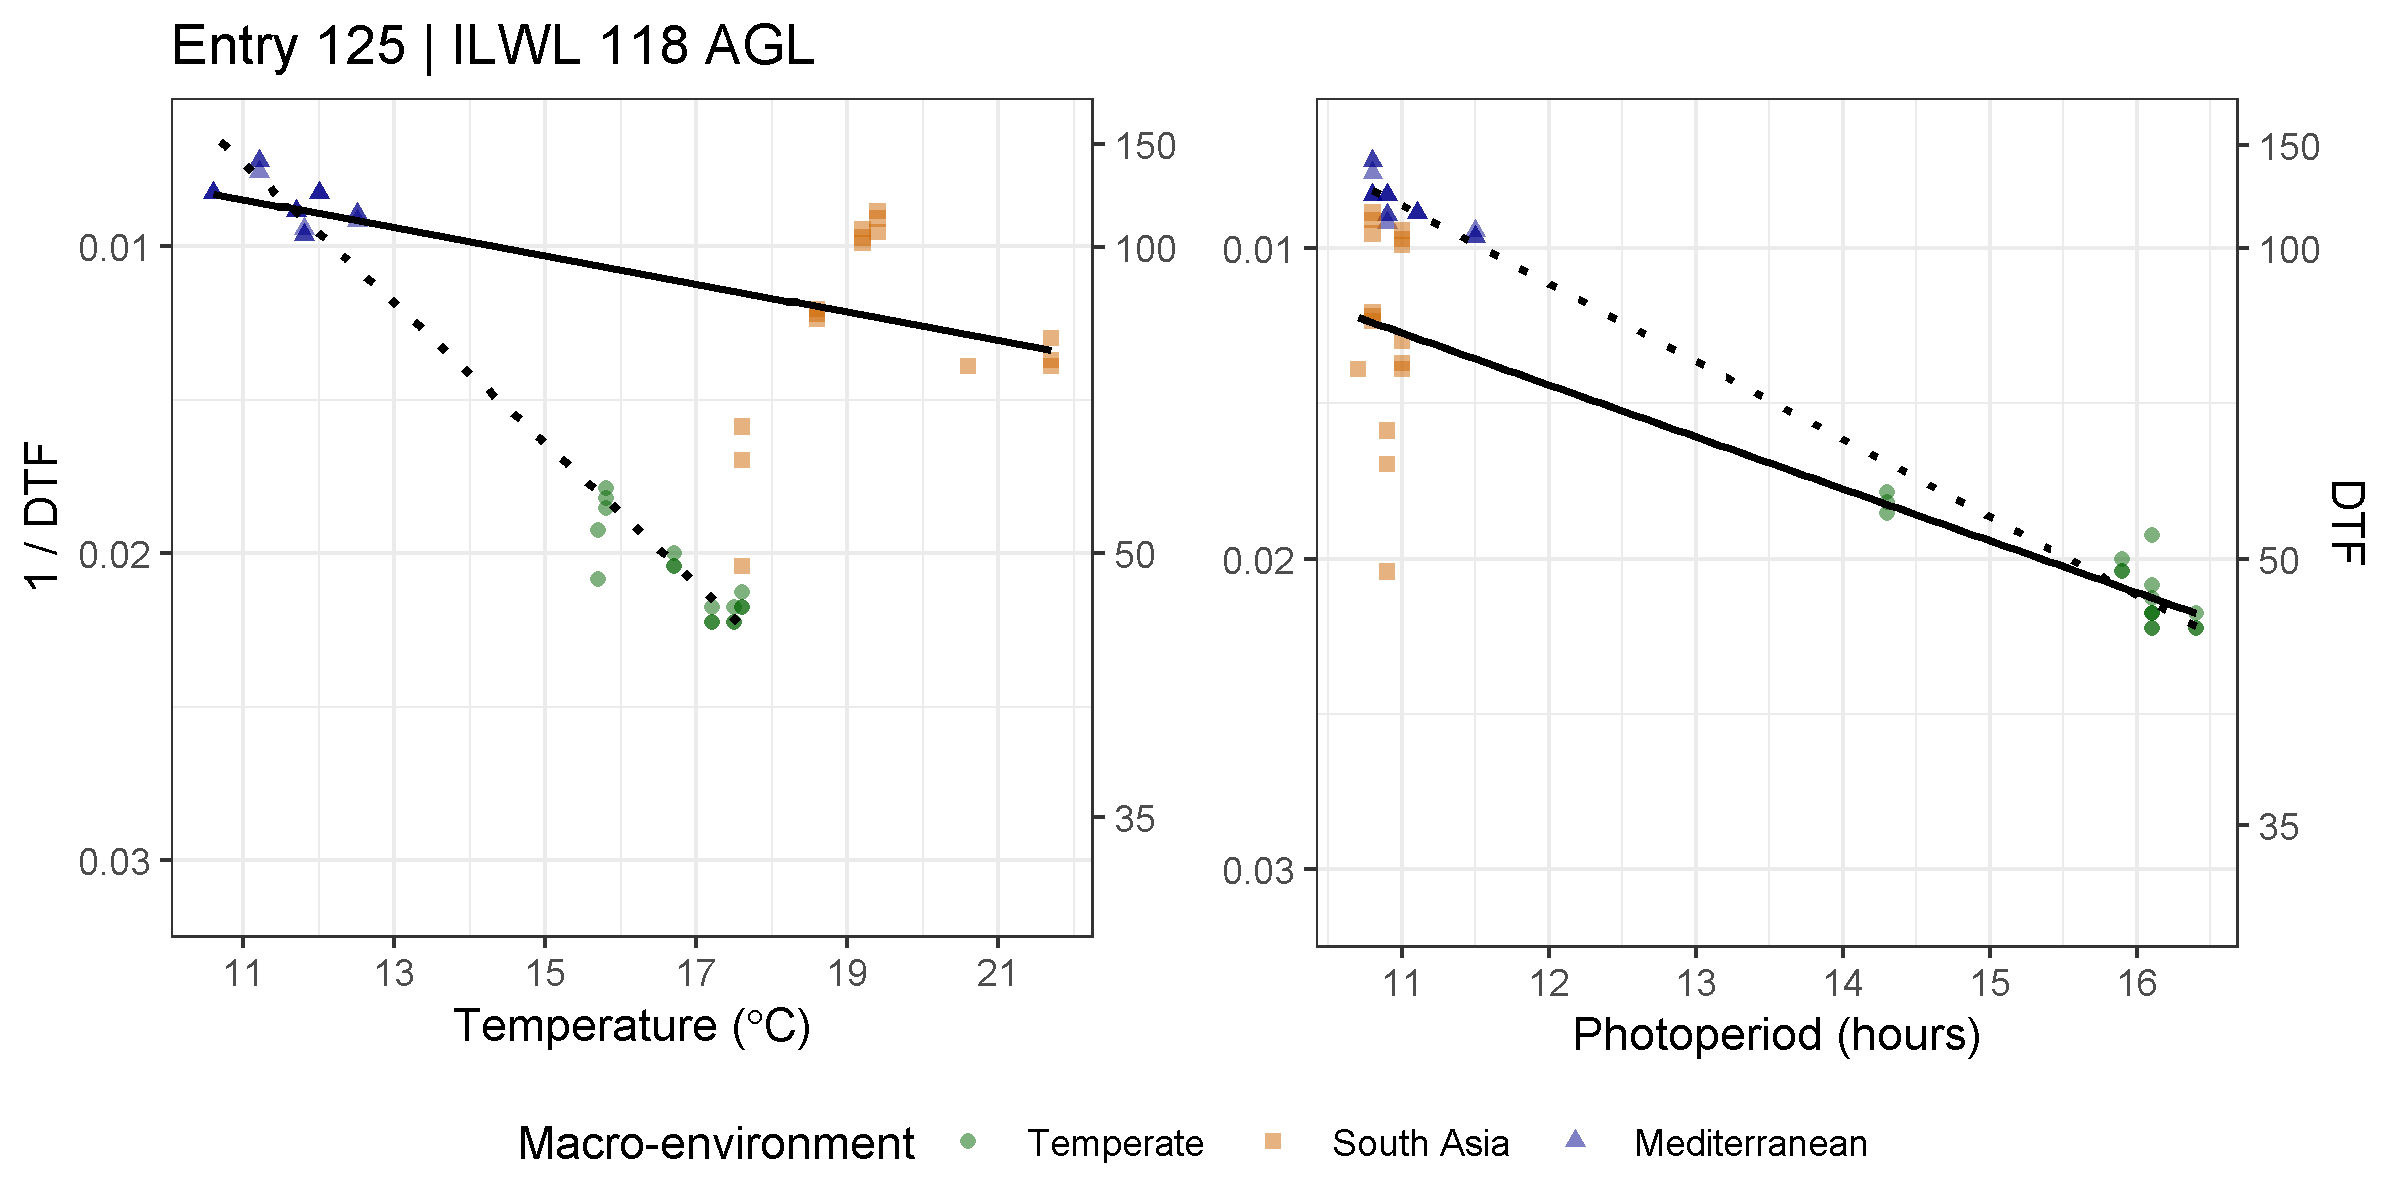 Entry 125 | ILWL 118 AGL
1 / DTF
0.01
0.02
0.03
150
100
50
35
11 13 15 17 19 21
Temperature (°C)
0.01
0.02
0.03
150
100
50
35
DTF
11 12 13 14 15 16
Photoperiod (hours)
Macro-environment Temperate South Asia Mediterranean